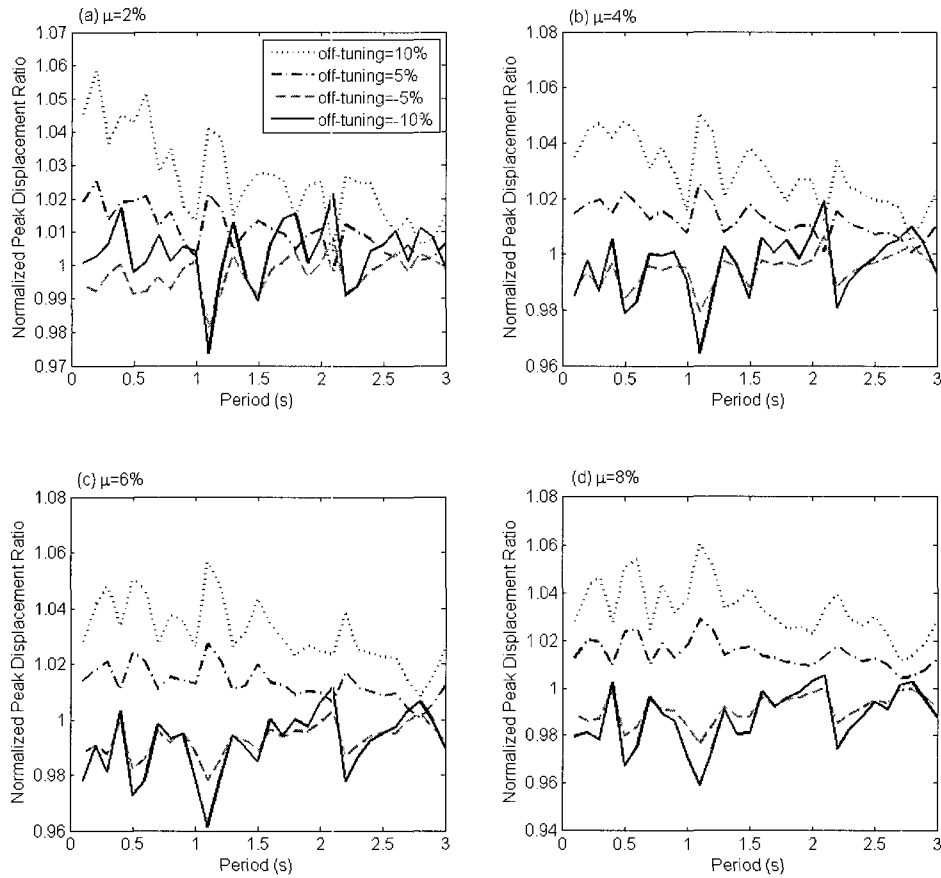 (a) μ=2%
Normalized Peak Displacement Ratio
1.07
1.06
1.05
1.04
1.03
1.02
1.01
1
0.99
0.98
0.97
0 0.5 1 1.5 2 2.5 3
Period (s)
off-tuning=10%
off-tuning=5%
off-tuning=-5%
off-tuning=-10%
(b) μ=4%
Normalized Peak Displacement Ratio
1.08
1.06
1.04
1.02
1
0.98
0.96
0 0.5 1 1.5 2 2.5 3
Period (s)
(c) μ=6%
Normalized Peak Displacement Ratio
1.08
1.06
1.04
1.02
1
0.98
0.96
0 0.5 1 1.5 2 2.5 3
Period (s)
(d) μ=8%
Normalized Peak Displacement Ratio
1.08
1.06
1.04
1.02
1
0.98
0.96
0.94
0 0.5 1 1.5 2 2.5 3
Period (s)